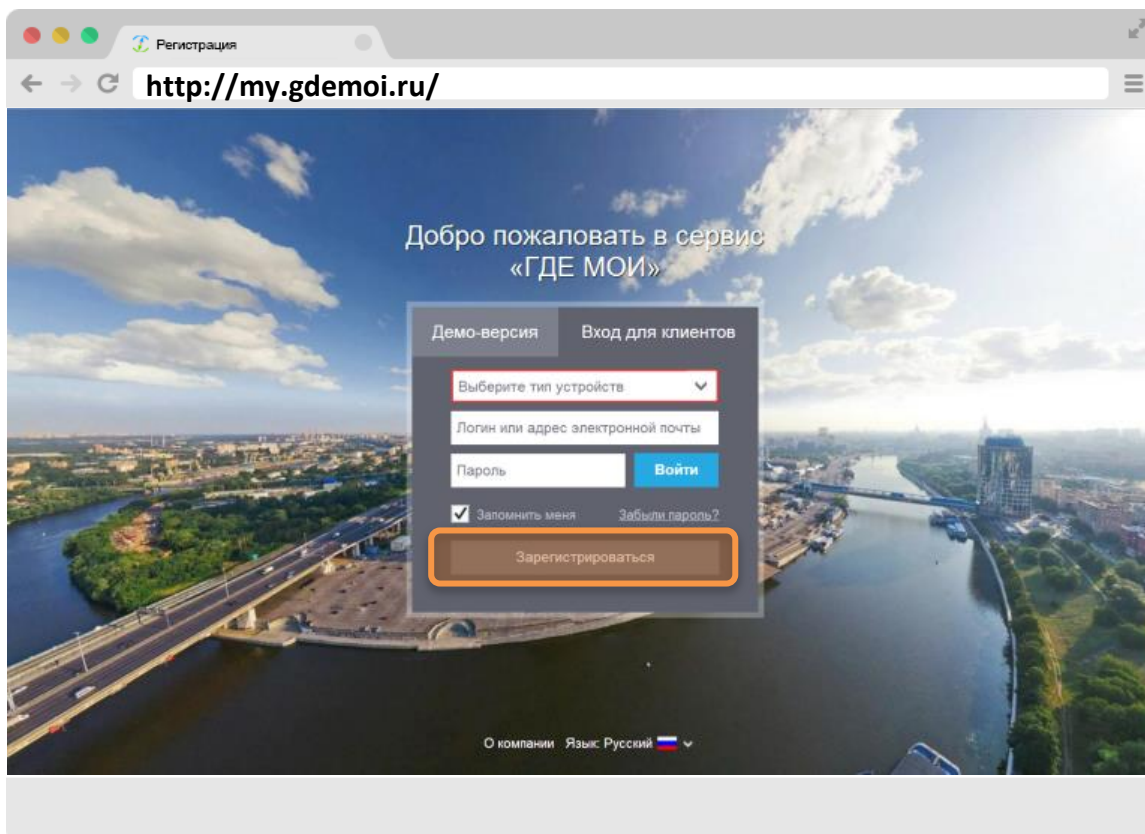 Регистрация
http://my.gdemoi.ru/
Добро пожаловать в сервис
«ГДЕ МОИ»
Демо-версия Вход для клиентов
Выберите тип устройств
Логин или адрес электронной почты
Пароль Войти
Запомнить меня Забыли пароль?
Зарегистрироваться
О компании Язык: Русский